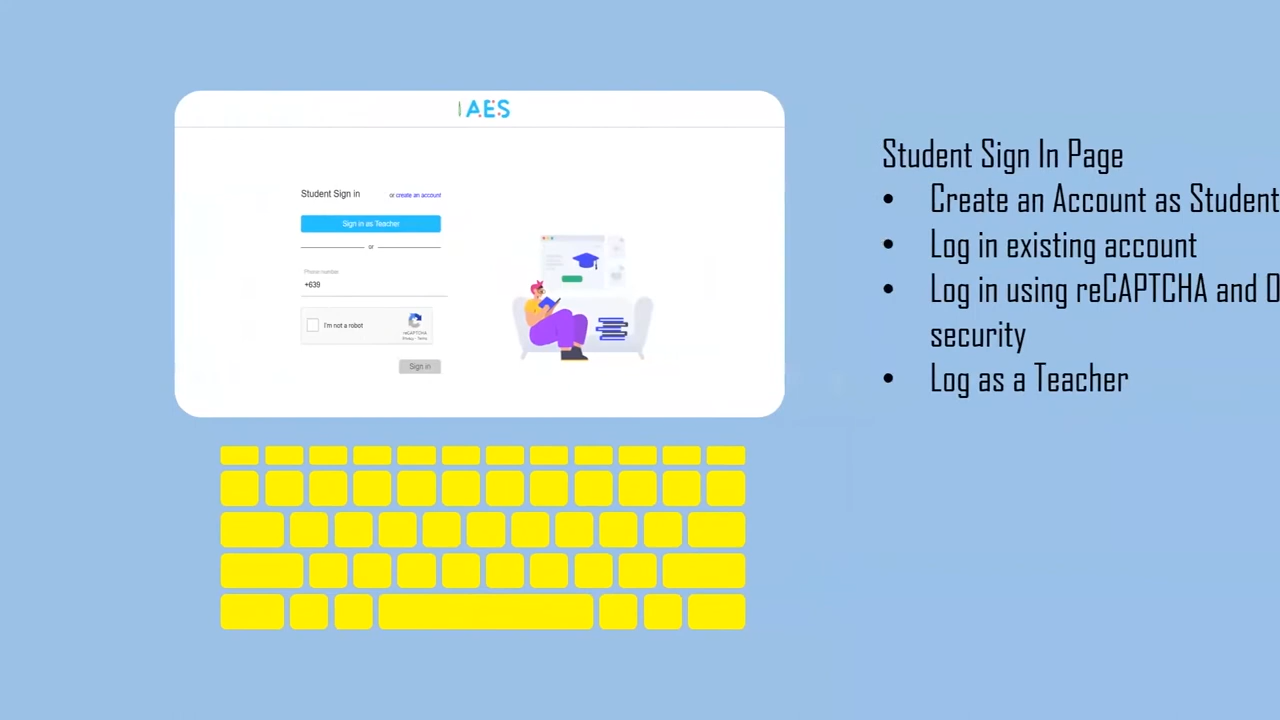 AES
Student Sign in or create an account
Sign in as Teacher
or
Phone number
+639
I'm not a robot
reCAPTCHA
Privacy - Terms
Sign in
Student Sign In Page
• Create an Account as Student
• Log in existing account
• Log in using reCAPTCHA and
security
• Log as a Teacher